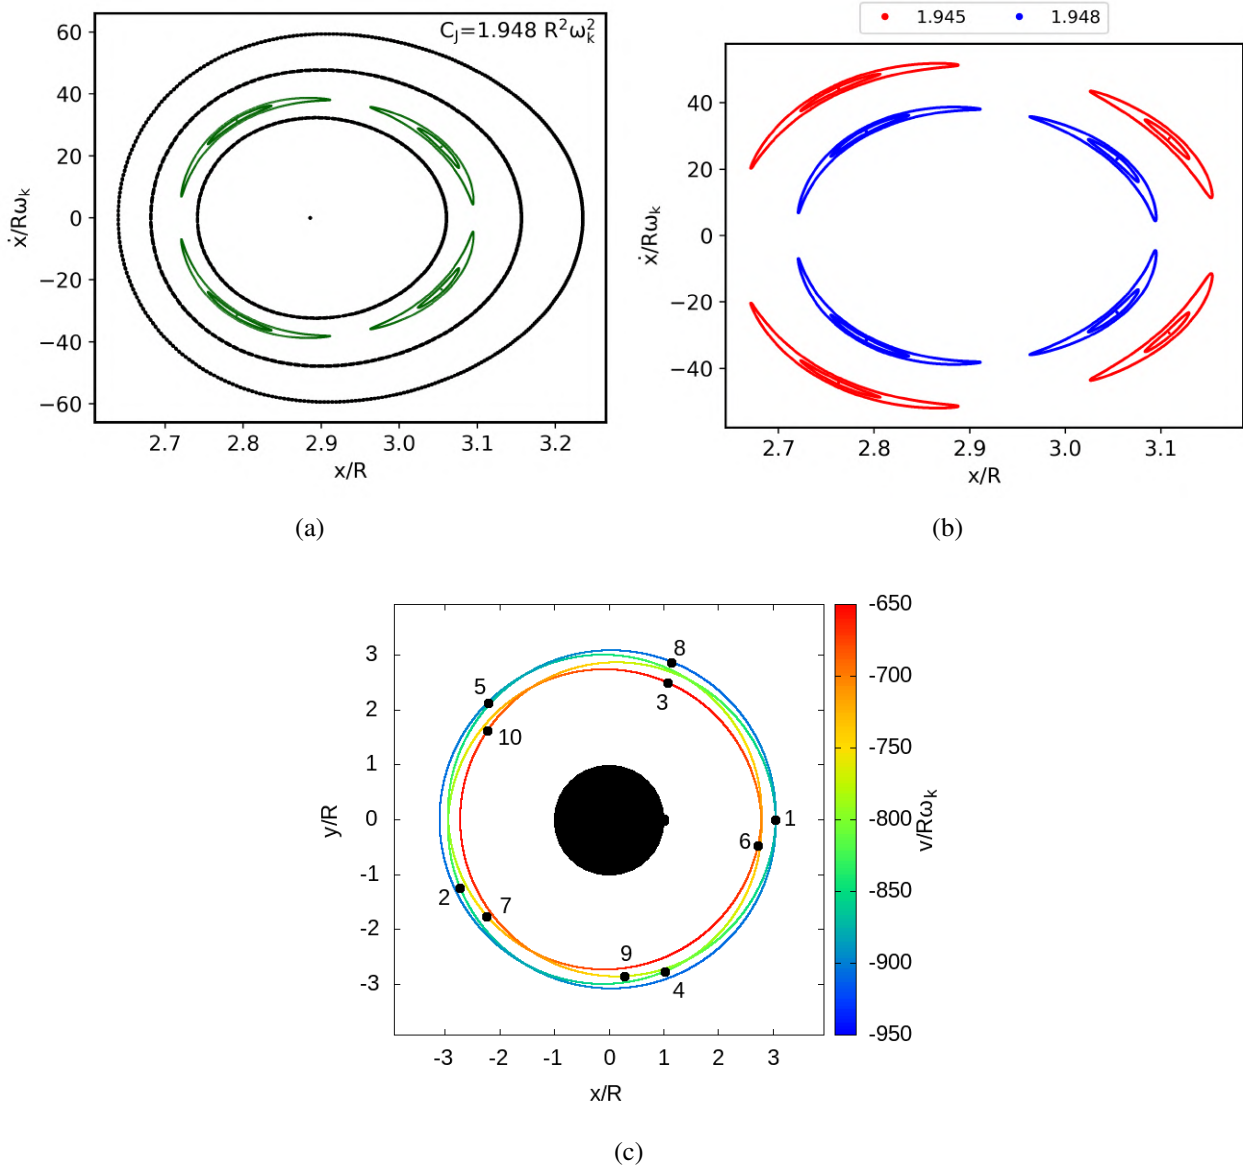 C_J=1.948 R²ω_k²
60
40
20
0
−20
−40
−60
ẋ/Rω_k
2.7 2.8 2.9 3.0 3.1 3.2
x/R
(a)
1.945 1.948
40
20
0
−20
−40
ẋ/Rω_k
2.7 2.8 2.9 3.0 3.1
x/R
(b)
3
2
1
0
-1
-2
-3
y/R
-3 -2 -1 0 1 2 3
x/R
8
5
3
10
1
6
2
7
9
4
-650
-700
-750
-800
-850
-900
-950
v/Rω_k
(c)